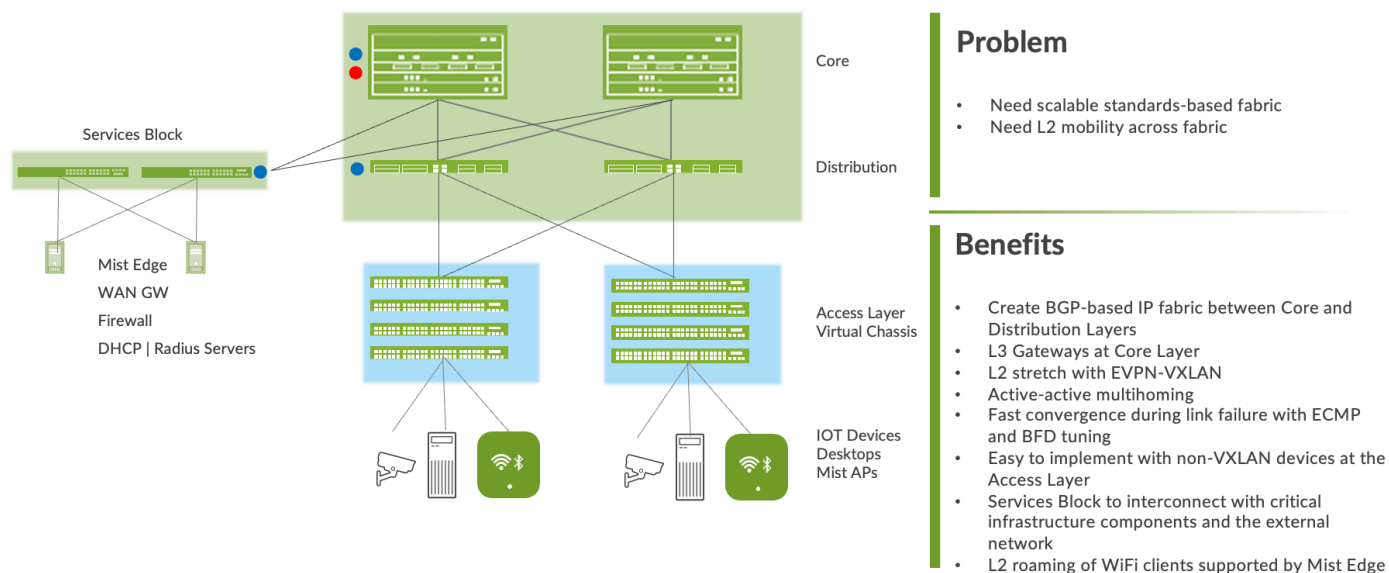 Core
Services Block
Distribution
Mist Edge
WAN GW
Firewall
DHCP | Radius Servers
Access Layer
Virtual Chassis
IOT Devices
Desktops
Mist APs
Problem
• Need scalable standards-based fabric
• Need L2 mobility across fabric
Benefits
• Create BGP-based IP fabric between Core and
Distribution Layers
• L3 Gateways at Core Layer
• L2 stretch with EVPN-VXLAN
• Active-active multihoming
• Fast convergence during link failure with ECMP
and BFD tuning
• Easy to implement with non-VXLAN devices at the
Access Layer
• Services Block to interconnect with critical
infrastructure components and the external
network
• L2 roaming of WiFi clients supported by Mist Edge